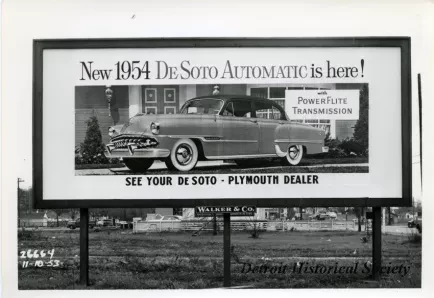 New 1954 DE SOTO AUTOMATIC is here!
with
POWERFLITE
TRANSMISSION
SEE YOUR DE SOTO - PLYMOUTH DEALER
WALKER & CO.
26664
11-10-53
Detroit Historical Society